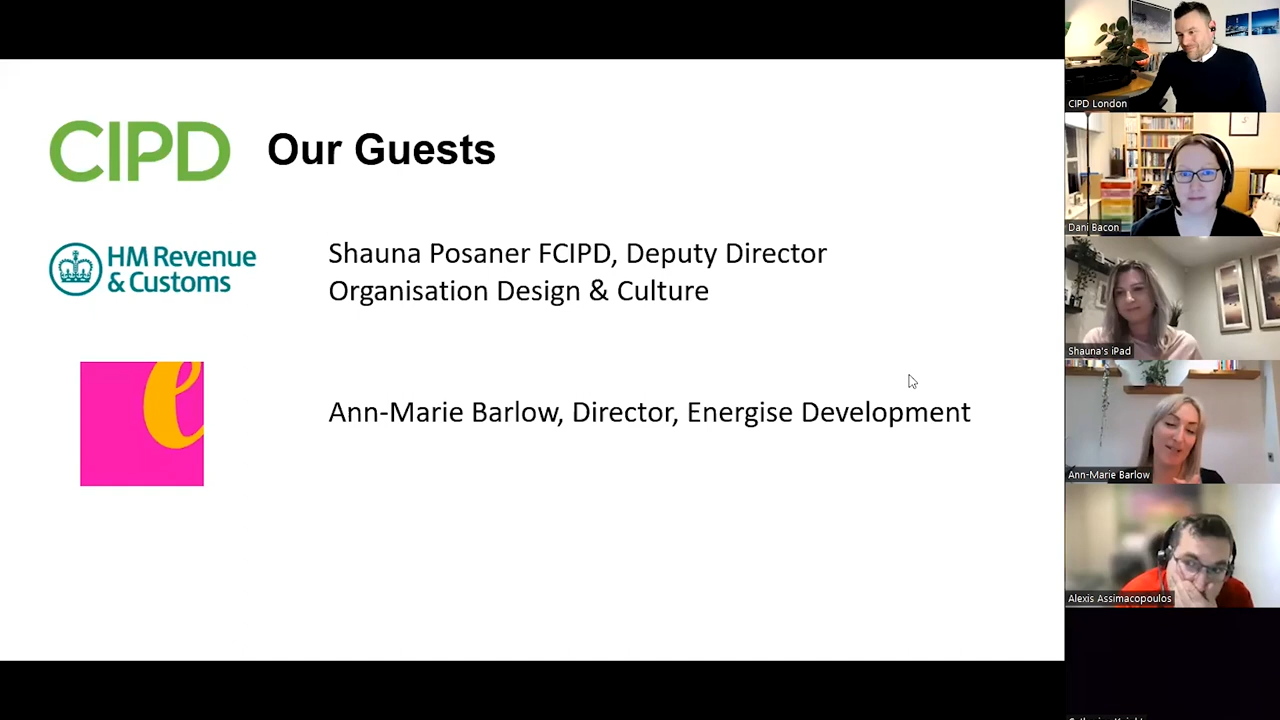 CIPD
Our Guests
HM Revenue
& Customs
Shauna Posaner FCIPD, Deputy Director
Organisation Design & Culture
e
Ann-Marie Barlow, Director, Energise Development
CIPD London
Dani Bacon
Shauna's iPad
Ann-Marie Barlow
Alexis Assimacopoulos